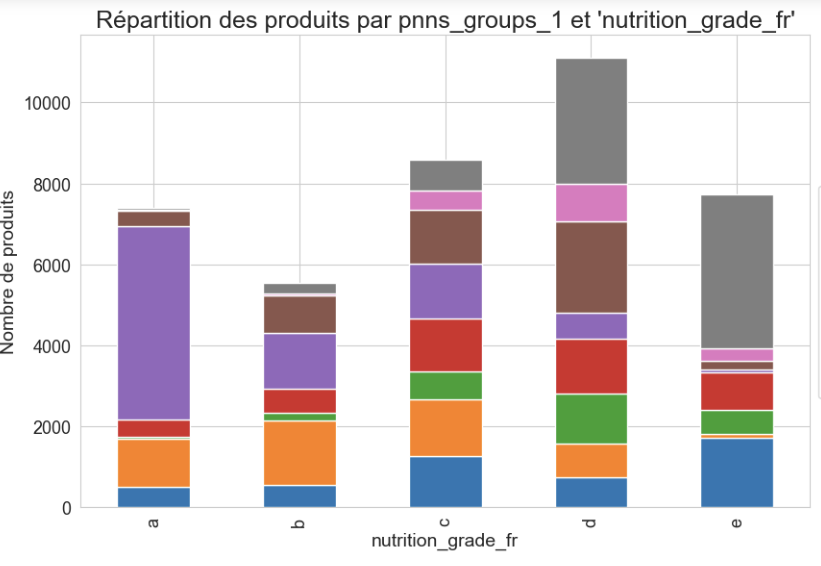 Répartition des produits par pnns_groups_1 et 'nutrition_grade_fr'
Nombre de produits
10000
8000
6000
4000
2000
0
a
b
c
d
e
nutrition_grade_fr